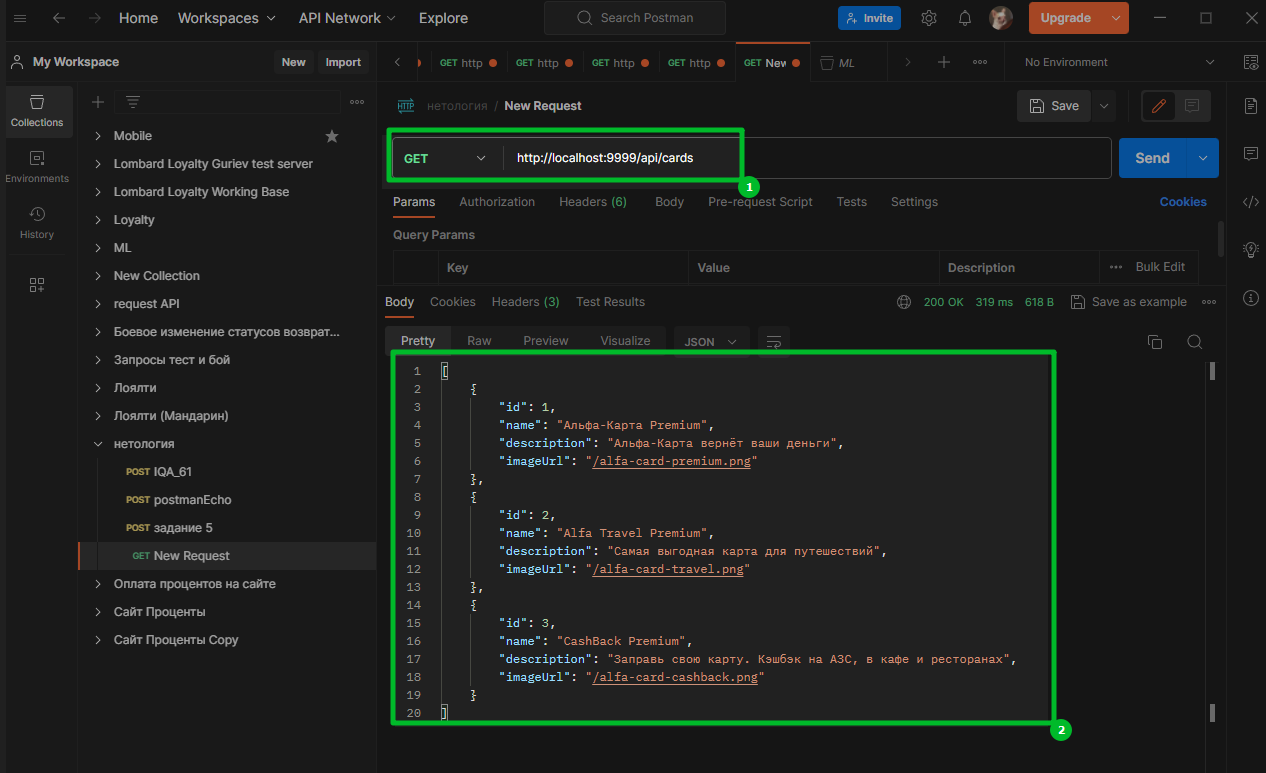 Home Workspaces API Network Explore Search Postman Invite Upgrade
My Workspace New Import GET http GET http GET http GET http GET New ML No Environment
Collections
Environments
History
Mobile
Lombard Loyalty Guriev test server
Lombard Loyalty Working Base
Loyalty
ML
New Collection
request API
Боевое изменение статусов возврат...
Запросы тест и бой
Лоялти
Лоялти (Мандарин)
нетология
POST IQA_61
POST postmanEcho
POST задание 5
GET New Request
Оплата процентов на сайте
Сайт Проценты
Сайт Проценты Copy
HTTP нетология / New Request Save
GET http://localhost:9999/api/cards Send
1
Params Authorization Headers (6) Body Pre-request Script Tests Settings Cookies
Query Params
Key Value Description Bulk Edit
Body Cookies Headers (3) Test Results 200 OK 319 ms 618 B Save as example
Pretty Raw Preview Visualize JSON
1 [
2 {
3 "id": 1,
4 "name": "Альфа-Карта Premium",
5 "description": "Альфа-Карта вернёт ваши деньги",
6 "imageUrl": "/alfa-card-premium.png"
7 },
8 {
9 "id": 2,
10 "name": "Alfa Travel Premium",
11 "description": "Самая выгодная карта для путешествий",
12 "imageUrl": "/alfa-card-travel.png"
13 },
14 {
15 "id": 3,
16 "name": "CashBack Premium",
17 "description": "Заправь свою карту. Кэшбэк на АЗС, в кафе и ресторанах",
18 "imageUrl": "/alfa-card-cashback.png"
19 }
20 ]
2